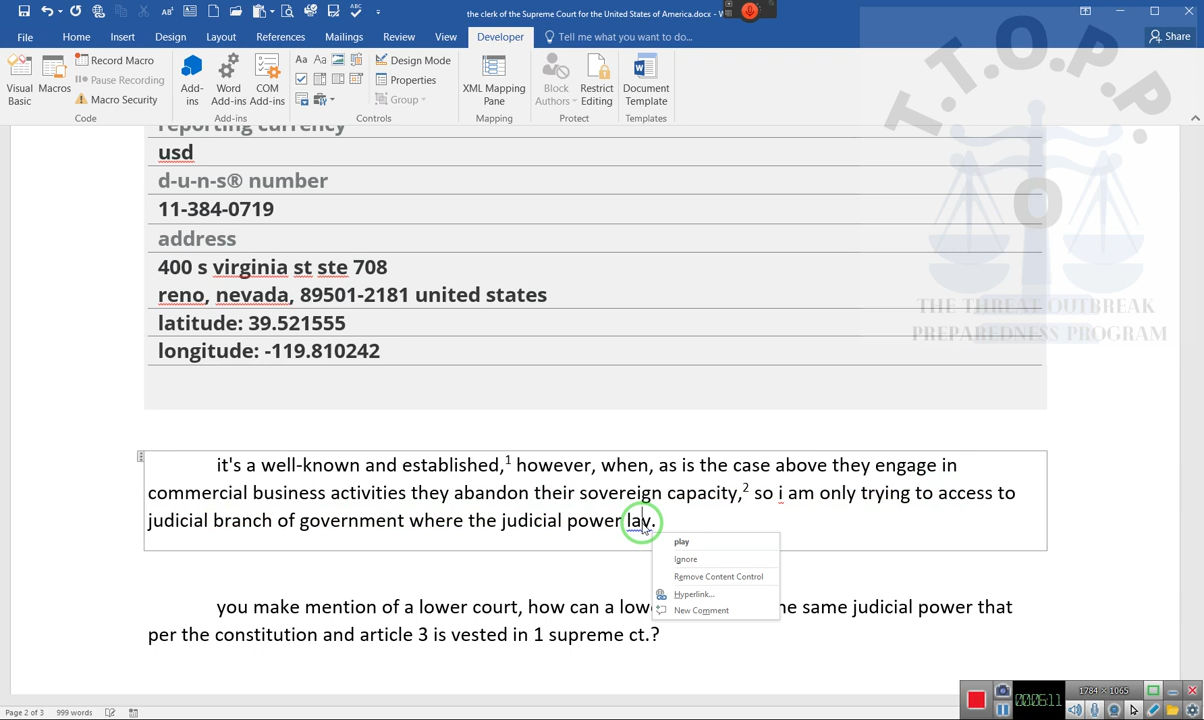 the clerk of the Supreme Court for the United States of America.docx - W
File Home Insert Design Layout References Mailings Review View Developer Tell me what you want to do... Share
Visual Basic
Macros
Record Macro
Pause Recording
Macro Security
Code
Add-ins
Word Add-ins
COM Add-ins
Add-ins
Design Mode
Properties
Group
Controls
XML Mapping Pane
Mapping
Block Authors
Restrict Editing
Protect
Document Template
Templates
T.T.O.P.P.
O
THE THREAT OUTBREAK
PREPAREDNESS PROGRAM
reporting currency
usd
d-u-n-s® number
11-384-0719
address
400 s virginia st ste 708
reno, nevada, 89501-2181 united states
latitude: 39.521555
longitude: -119.810242
it's a well-known and established,1 however, when, as is the case above they engage in
commercial business activities they abandon their sovereign capacity,2 so i am only trying to access to
judicial branch of government where the judicial power lay.
play
Ignore
Remove Content Control
Hyperlink...
New Comment
you make mention of a lower court, how can a lowe ne same judicial power that
per the constitution and article 3 is vested in 1 supreme ct.?
1784 × 1065
Page 2 of 3 999 words